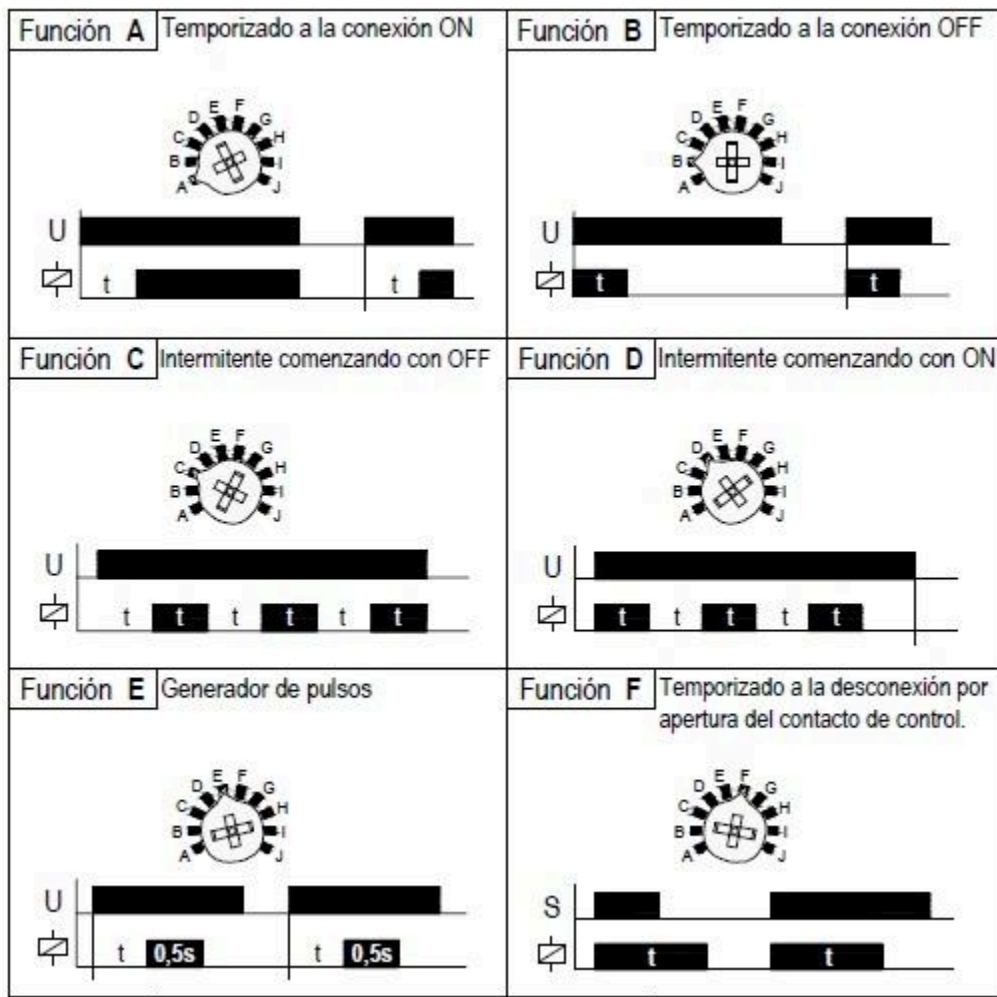 Función A Temporizado a la conexión ON
A B C D E F G H I J
U
t t
Función B Temporizado a la conexión OFF
A B C D E F G H I J
U
t t
Función C Intermitente comenzando con OFF
A B C D E F G H I J
U
t t t t t t
Función D Intermitente comenzando con ON
A B C D E F G H I J
U
t t t t t
Función E Generador de pulsos
A B C D E F G H I J
U
t 0,5s t 0,5s
Función F Temporizado a la desconexión por
apertura del contacto de control.
A B C D E F G H I J
S
t t